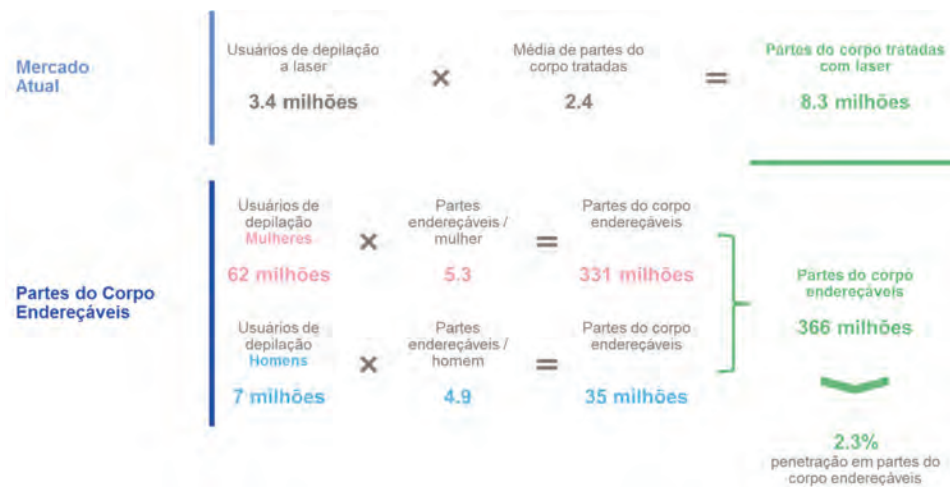 Mercado
Atual
Usuários de depilação
a laser
3.4 milhões
×
Média de partes do
corpo tratadas
2.4
=
Partes do corpo tratadas
com laser
8.3 milhões
Partes do Corpo
Endereçáveis
Usuários de
depilação
Mulheres
62 milhões
×
Partes
endereçáveis /
mulher
5.3
=
Partes do corpo
endereçáveis
331 milhões
Usuários de
depilação
Homens
7 milhões
×
Partes
endereçáveis /
homem
4.9
=
Partes do corpo
endereçáveis
35 milhões
Partes do corpo
endereçáveis
366 milhões
2.3%
penetração em partes do
corpo endereçáveis